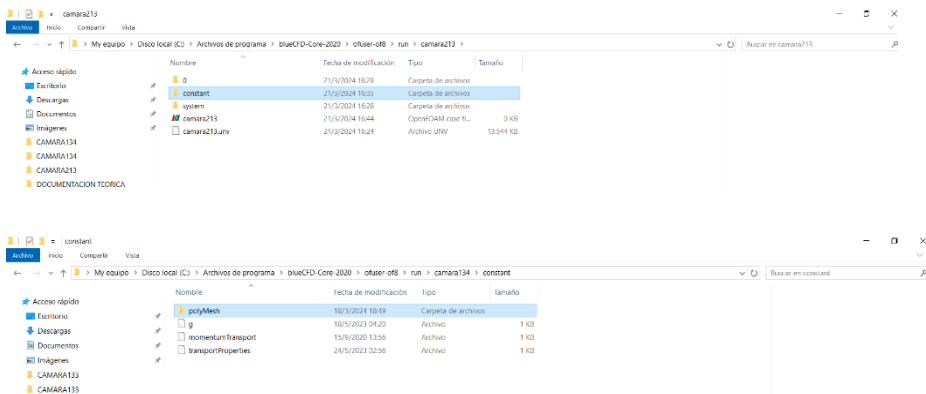 camara213
Archivo Inicio Compartir Vista
> My equipo > Disco local (C:) > Archivos de programa > blueCFD-Core-2020 > ofuser-of8 > run > camara213 >
Buscar en camara213
Nombre Fecha de modificación Tipo Tamaño
Acceso rápido
0 21/3/2024 16:28 Carpeta de archivos
Escritorio
constant 21/3/2024 16:35 Carpeta de archivos
Descargas
system 21/3/2024 16:28 Carpeta de archivos
Documentos
camara213 21/3/2024 16:44 OpenFOAM case fi... 0 KB
Imágenes
camara213.unv 21/3/2024 16:24 Archivo UNV 13.544 KB
CAMARA134
CAMARA134
CAMARA213
DOCUMENTACION TEORICA
constant
Archivo Inicio Compartir Vista
> My equipo > Disco local (C:) > Archivos de programa > blueCFD-Core-2020 > ofuser-of8 > run > camara134 > constant
Buscar en constant
Nombre Fecha de modificación Tipo Tamaño
Acceso rápido
polyMesh 18/3/2024 18:49 Carpeta de archivos
Escritorio
g 18/5/2023 04:20 Archivo 1 KB
Descargas
momentumTransport 15/9/2020 13:56 Archivo 1 KB
Documentos
transportProperties 24/5/2023 02:56 Archivo 1 KB
Imágenes
CAMARA133
CAMARA133